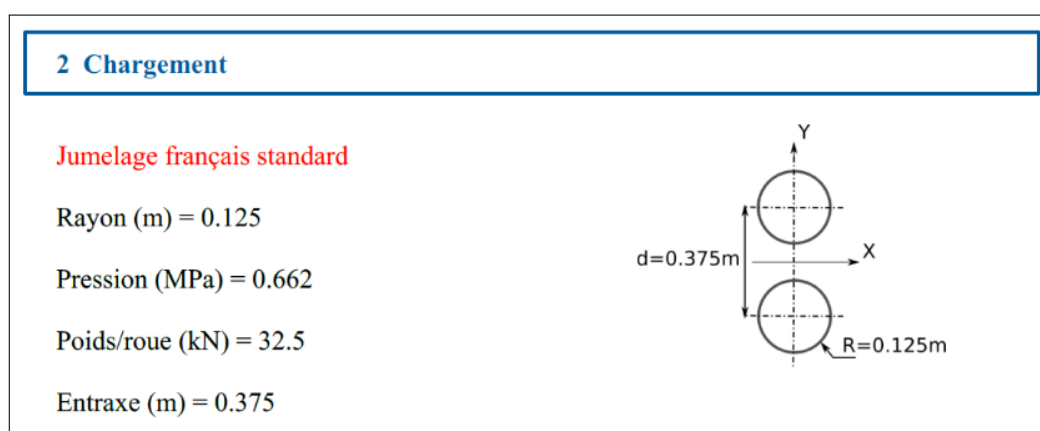 2 Chargement
Jumelage français standard
Rayon (m) = 0.125
Pression (MPa) = 0.662
Poids/roue (kN) = 32.5
Entraxe (m) = 0.375
Y
X
d=0.375m
R=0.125m